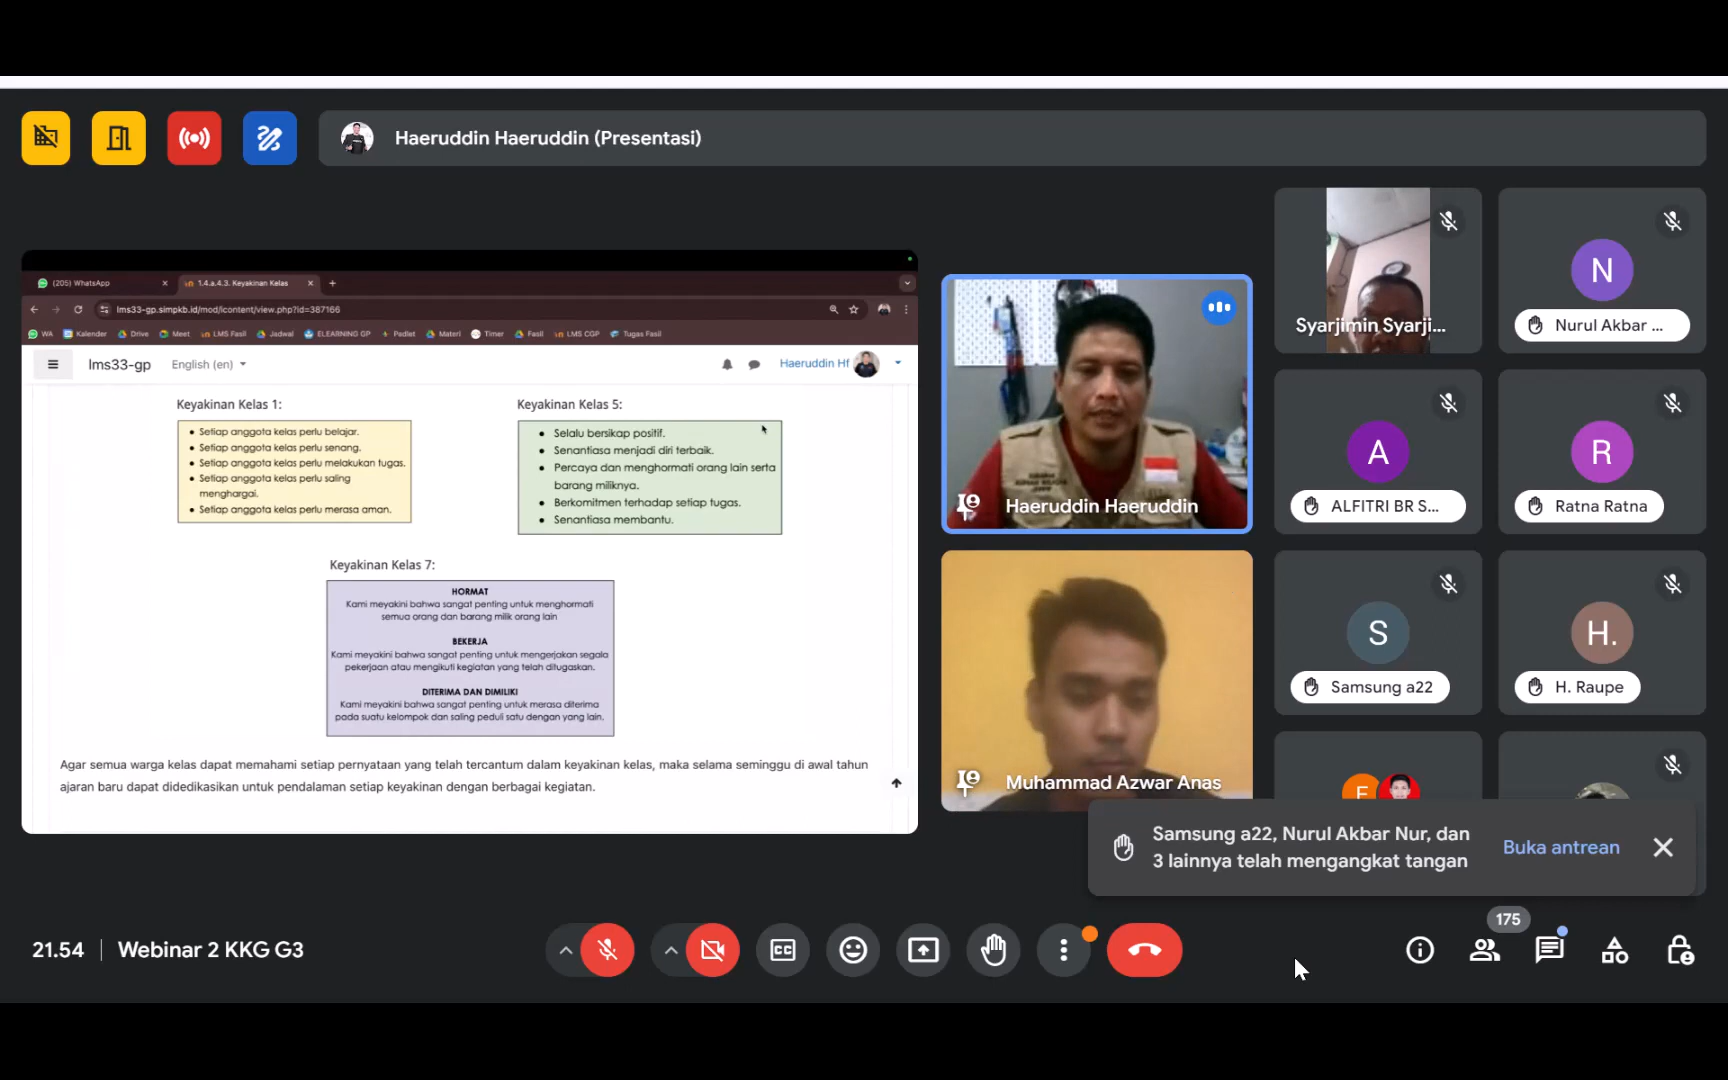 Haeruddin Haeruddin (Presentasi)
(205) WhatsApp
1.4.a.4.3. Keyakinan Kelas
lms33-gp.simpkb.id/mod/lcontent/view.php?id=387166
WA Kalender Drive Meet LMS Fasil Jadwal ELEARNING GP Padlet Materi Timer Fasil LMS CGP Tugas Fasil
lms33-gp
English (en)
Haeruddin Hf
Keyakinan Kelas 1:
Setiap anggota kelas perlu belajar.
Setiap anggota kelas perlu senang.
Setiap anggota kelas perlu melakukan tugas.
Setiap anggota kelas perlu saling
menghargai.
Setiap anggota kelas perlu merasa aman.
Keyakinan Kelas 5:
Selalu bersikap positif.
Senantiasa menjadi diri terbaik.
Percaya dan menghormati orang lain serta
barang miliknya.
Berkomitmen terhadap setiap tugas.
Senantiasa membantu.
Keyakinan Kelas 7:
HORMAT
Kami meyakini bahwa sangat penting untuk menghormati
semua orang dan barang milik orang lain
BEKERJA
Kami meyakini bahwa sangat penting untuk mengerjakan segala
pekerjaan atau mengikuti kegiatan yang telah ditugaskan.
DITERIMA DAN DIMILIKI
Kami meyakini bahwa sangat penting untuk merasa diterima
pada suatu kelompok dan saling peduli satu dengan yang lain.
Agar semua warga kelas dapat memahami setiap pernyataan yang telah tercantum dalam keyakinan kelas, maka selama seminggu di awal tahun
ajaran baru dapat didedikasikan untuk pendalaman setiap keyakinan dengan berbagai kegiatan.
Haeruddin Haeruddin
Muhammad Azwar Anas
Syarjimin Syarji...
N
Nurul Akbar ...
A
ALFITRI BR S...
R
Ratna Ratna
S
Samsung a22
H.
H. Raupe
F
Samsung a22, Nurul Akbar Nur, dan
3 lainnya telah mengangkat tangan
Buka antrean
21.54
Webinar 2 KKG G3
CC
175